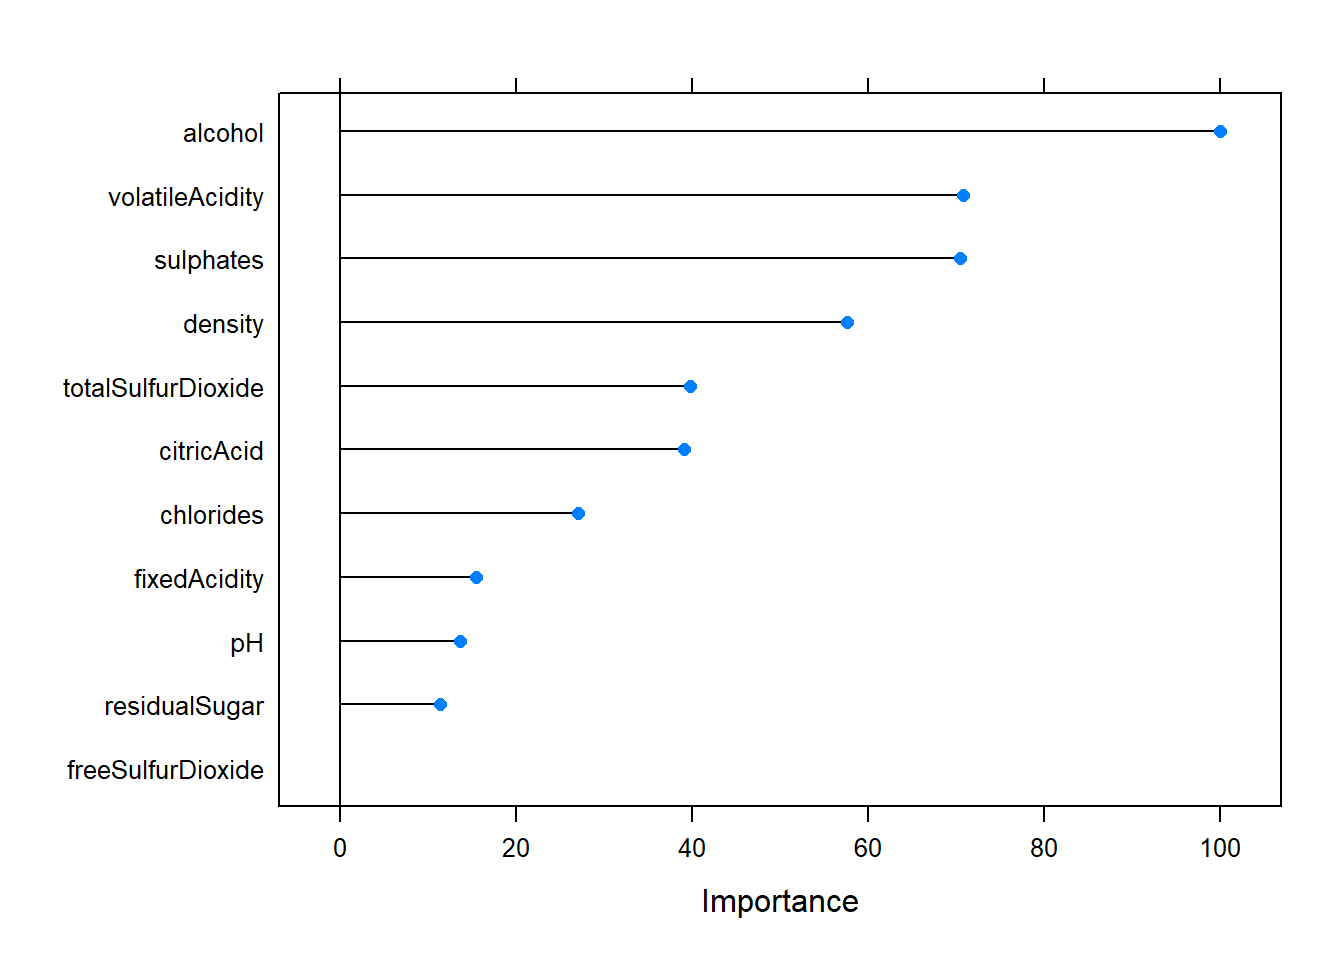 alcohol
volatileAcidity
sulphates
density
totalSulfurDioxide
citricAcid
chlorides
fixedAcidity
pH
residualSugar
freeSulfurDioxide
0 20 40 60 80 100
Importance